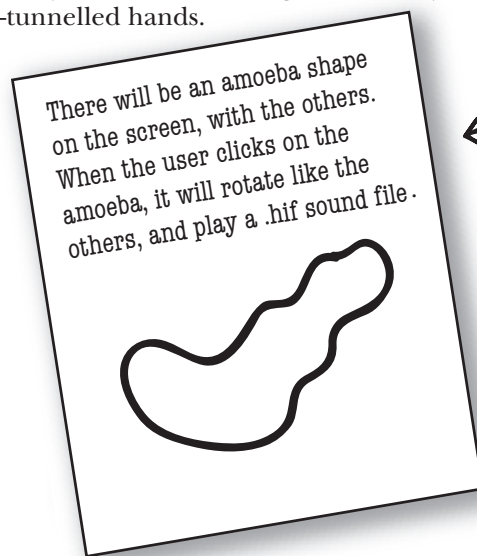 -tunnelled hands.
There will be an amoeba shape
on the screen, with the others.
When the user clicks on the
amoeba, it will rotate like the
others, and play a .hif sound file.